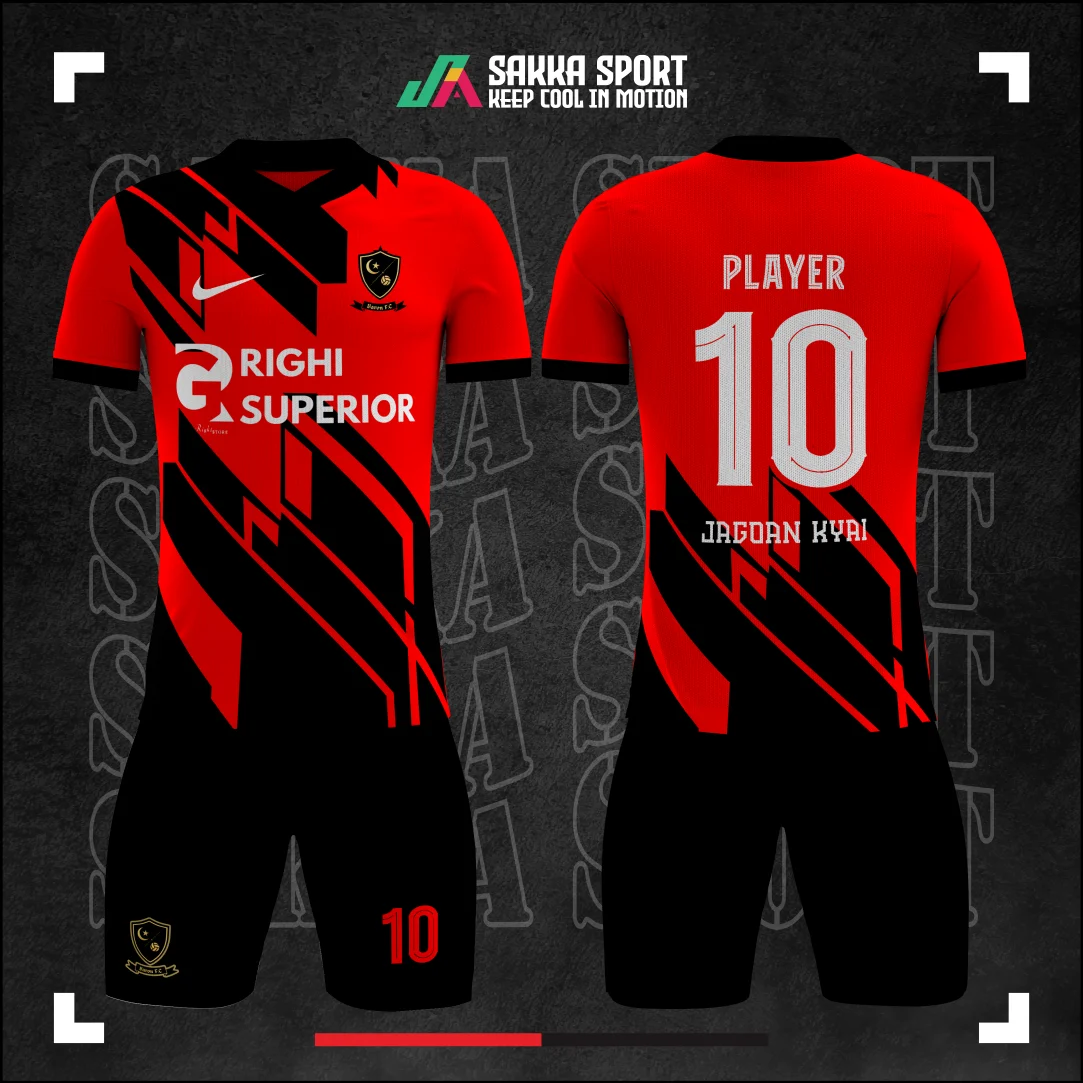 SAKKA SPORT
KEEP COOL IN MOTION
RIGHI
SUPERIOR
PLAYER
10
JAGOAN KYAI
10